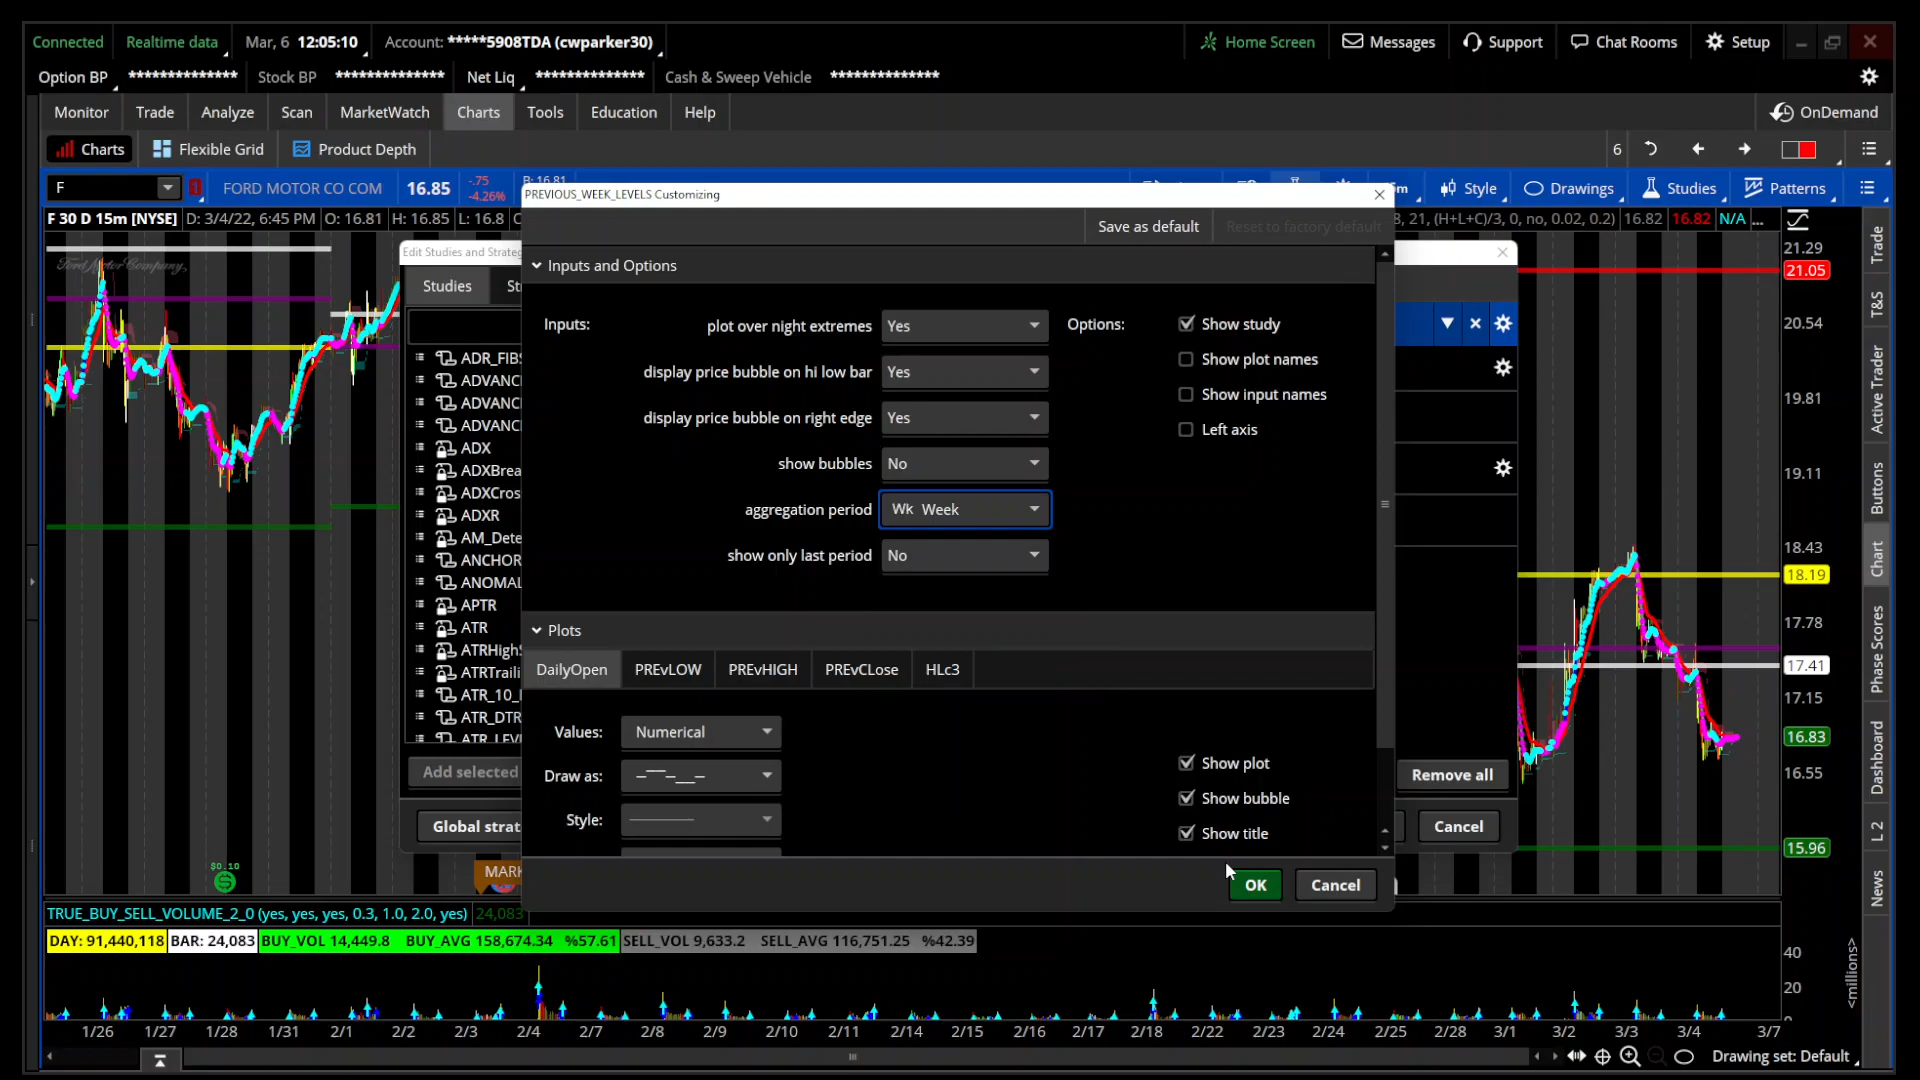 Connected Realtime data Mar, 6 12:05:10 Account: *****5908TDA (cwparker30) Home Screen Messages Support Chat Rooms Setup
Option BP ************** Stock BP ************** Net Liq ************** Cash & Sweep Vehicle **************
Monitor Trade Analyze Scan MarketWatch Charts Tools Education Help OnDemand
Charts Flexible Grid Product Depth 6
F 1 FORD MOTOR CO COM 16.85 -.75 -4.26% B: 16.81 Style Drawings Studies Patterns
PREVIOUS_WEEK_LEVELS Customizing
F 30 D 15m [NYSE] D: 3/4/22, 6:45 PM O: 16.81 H: 16.85 L: 16.8 21, (H+L+C)/3, 0, no, 0.02, 0.2) 16.82 16.82 N/A ...
Save as default Reset to factory default
Ford Motor Company,
Edit Studies and Strateg
Studies
ADR_FIBS
ADVANC
ADVANC
ADVANC
ADX
ADXBrea
ADXCros
ADXR
AM_Dete
ANCHOR
ANOMAL
APTR
ATR
ATRHighS
ATRTraili
ATR_10_
ATR_DTR
ATR_LEV
Add selected
Global strat
Inputs and Options
Inputs:
plot over night extremes Yes
display price bubble on hi low bar Yes
display price bubble on right edge Yes
show bubbles No
aggregation period Wk Week
show only last period No
Options:
Show study
Show plot names
Show input names
Left axis
Plots
DailyOpen PREvLOW PREvHIGH PREvCLose HLc3
Values: Numerical
Draw as:
Style:
Show plot
Show bubble
Show title
OK Cancel
Remove all
Cancel
21.29
21.05
20.54
19.81
19.11
18.43
18.19
17.78
17.41
17.15
16.83
16.55
15.96
Trade
T&S
Active Trader
Buttons
Chart
Phase Scores
Dashboard
L 2
News
$0.10
MARK
TRUE_BUY_SELL_VOLUME_2_0 (yes, yes, yes, 0.3, 1.0, 2.0, yes) 24,083
DAY: 91,440,118 BAR: 24,083 BUY_VOL 14,449.8 BUY_AVG 158,674.34 %57.61 SELL_VOL 9,633.2 SELL_AVG 116,751.25 %42.39
40
20
<millions>
1/26 1/27 1/28 1/31 2/1 2/2 2/3 2/4 2/7 2/8 2/9 2/10 2/11 2/14 2/15 2/16 2/17 2/18 2/22 2/23 2/24 2/25 2/28 3/1 3/2 3/3 3/4 3/7
Drawing set: Default